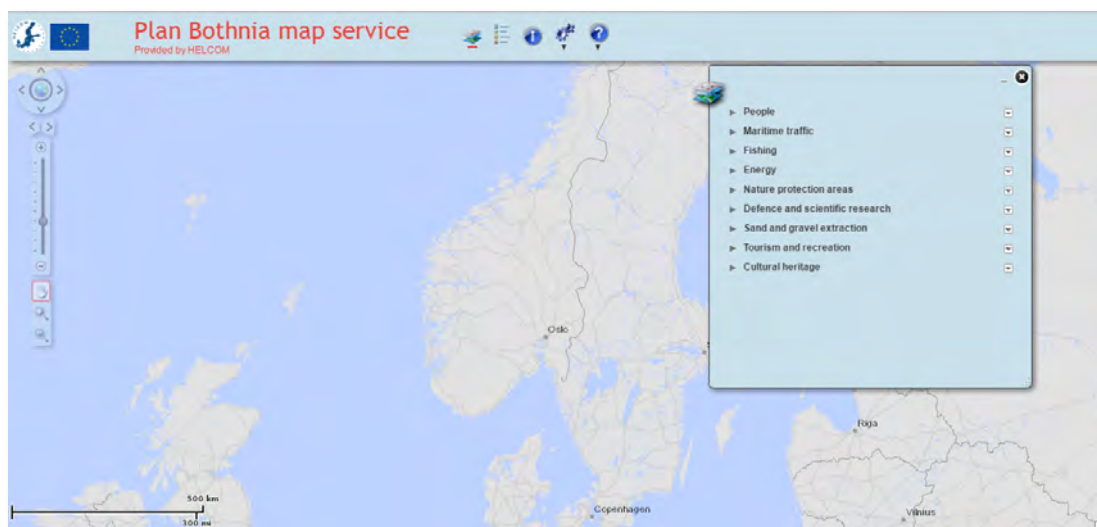 Plan Bothnia map service
Provided by HELCOM
People
Maritime traffic
Fishing
Energy
Nature protection areas
Defence and scientific research
Sand and gravel extraction
Tourism and recreation
Cultural heritage
Oslo
S
Riga
500 km
300 mi
Copenhagen
Vilnius